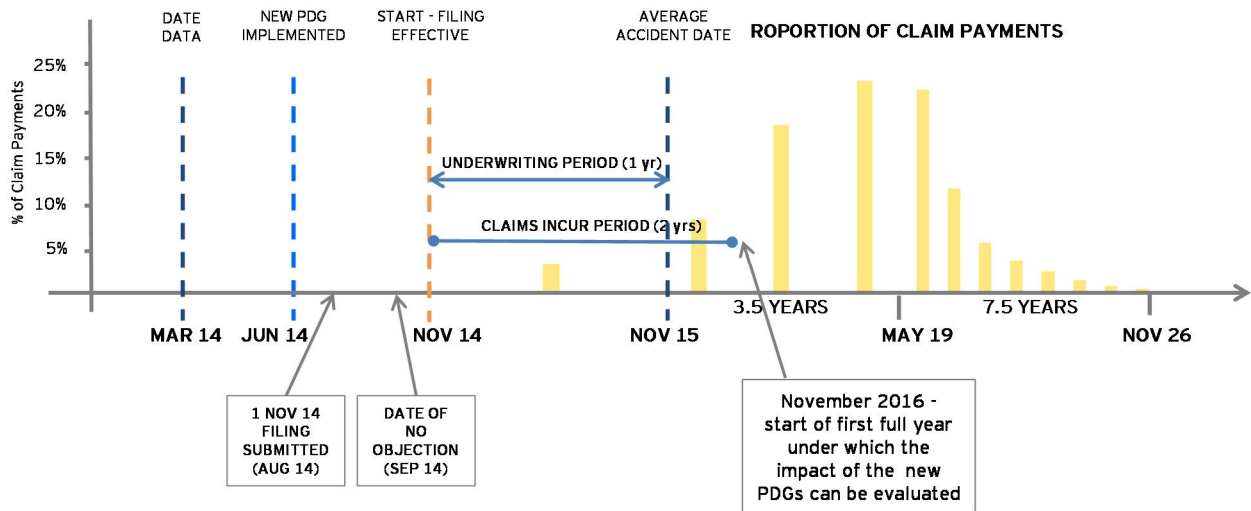 DATE
DATA
NEW PDG
IMPLEMENTED
START - FILING
EFFECTIVE
AVERAGE
ACCIDENT DATE
ROPORTION OF CLAIM PAYMENTS
% of Claim Payments
25%
20%
15%
10%
5%
UNDERWRITING PERIOD (1 yr)
CLAIMS INCUR PERIOD (2 yrs)
3.5 YEARS
7.5 YEARS
MAR 14
JUN 14
NOV 14
NOV 15
MAY 19
NOV 26
1 NOV 14
FILING
SUBMITTED
(AUG 14)
DATE OF
NO
OBJECTION
(SEP 14)
November 2016 -
start of first full year
under which the
impact of the new
PDGs can be evaluated